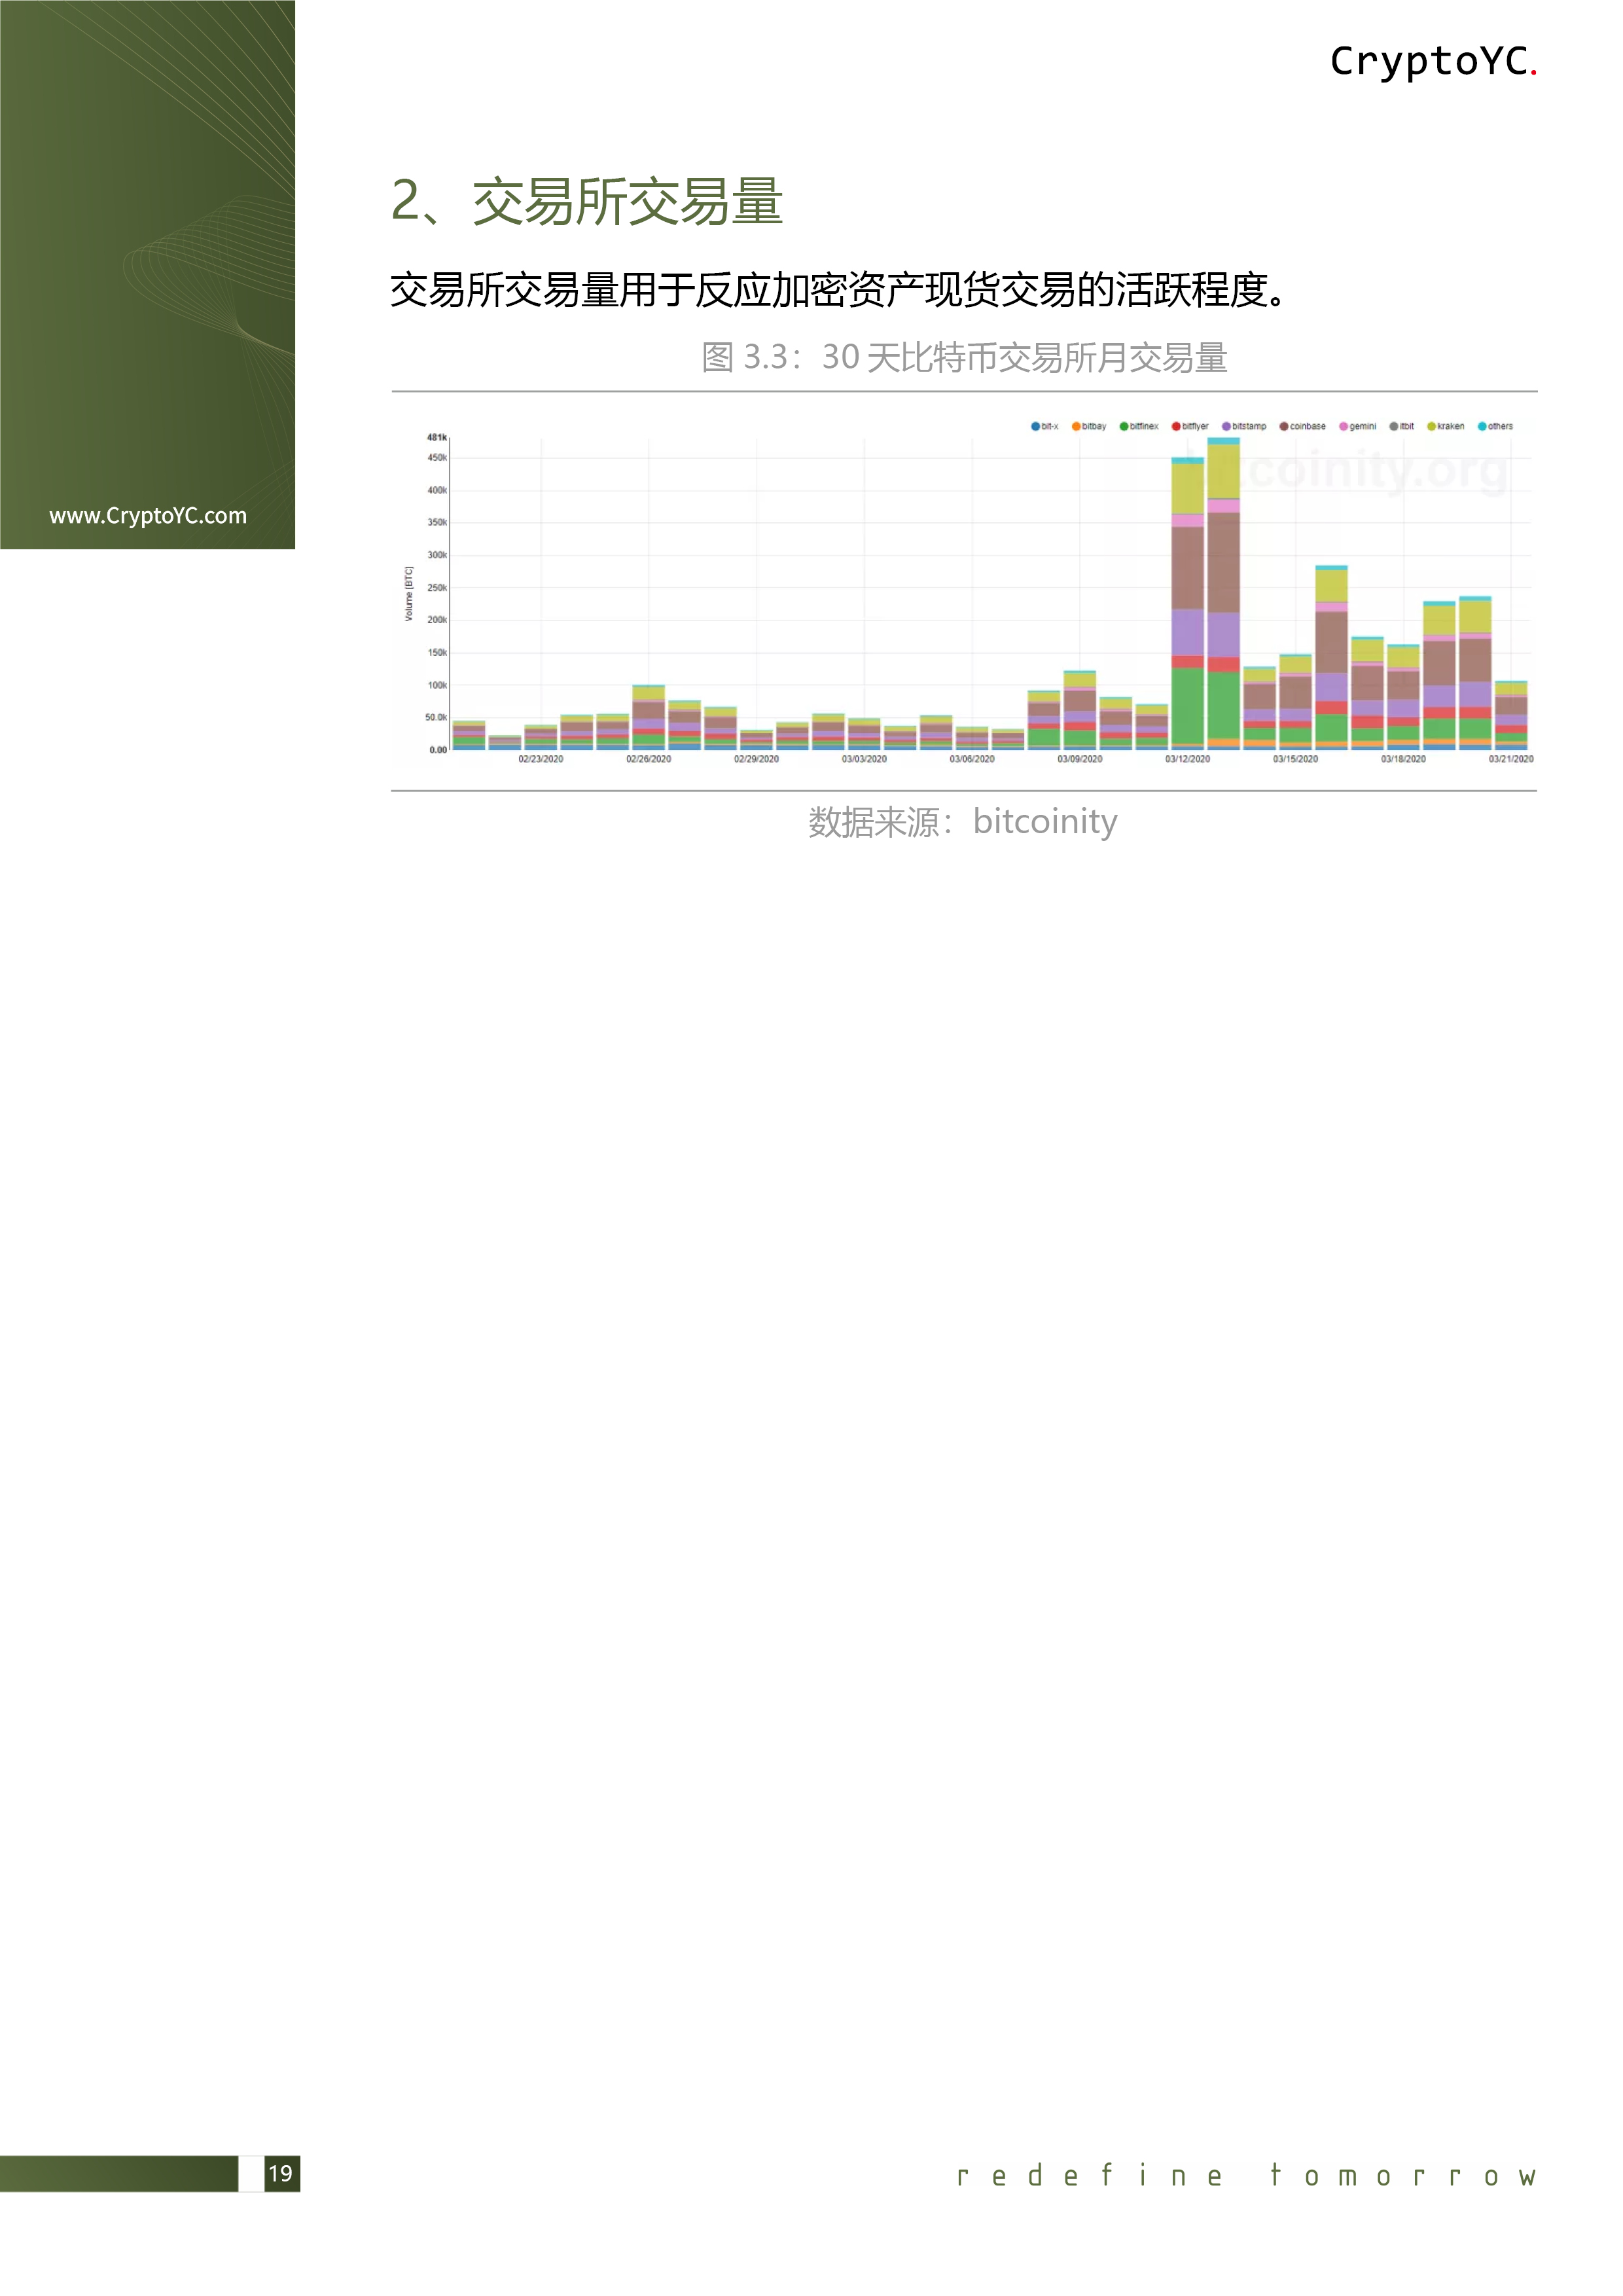 CryptoYC.
www.CryptoYC.com
2、交易所交易量
交易所交易量用于反应加密资产现货交易的活跃程度。
图 3.3：30 天比特币交易所月交易量
bit-x bitbay bitfinex bitflyer bitstamp coinbase gemini itbit kraken others
coinity.org
481k
450k
400k
350k
300k
250k
200k
150k
100k
50.0k
0.00
Volume [BTC]
02/23/2020 02/26/2020 02/29/2020 03/03/2020 03/06/2020 03/09/2020 03/12/2020 03/15/2020 03/18/2020 03/21/2020
数据来源：bitcoinity
19
redefine tomorrow